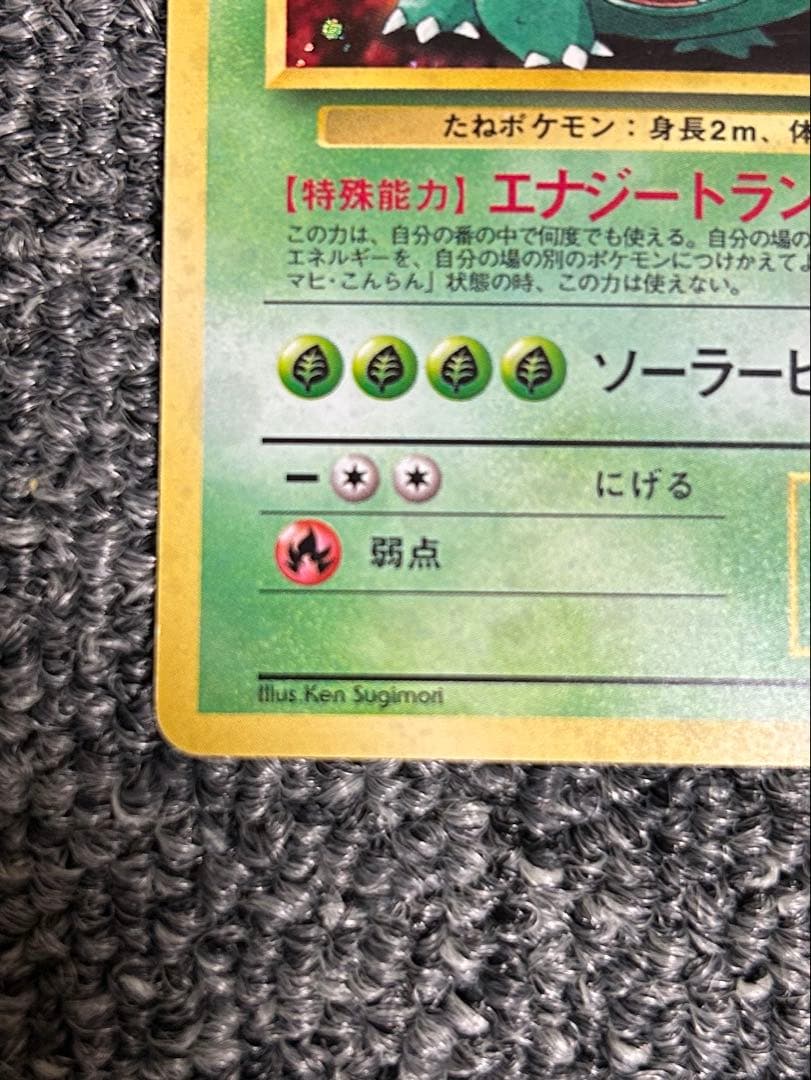 たねポケモン：身長2m、体
【特殊能力】エナジートラン
この力は、自分の番の中で何度でも使える。自分の場の
エネルギーを、自分の場の別のポケモンにつけかえて
マヒ・こんらん」状態の時、この力は使えない。
ソーラービ
にげる
弱点
Illus. Ken Sugimori